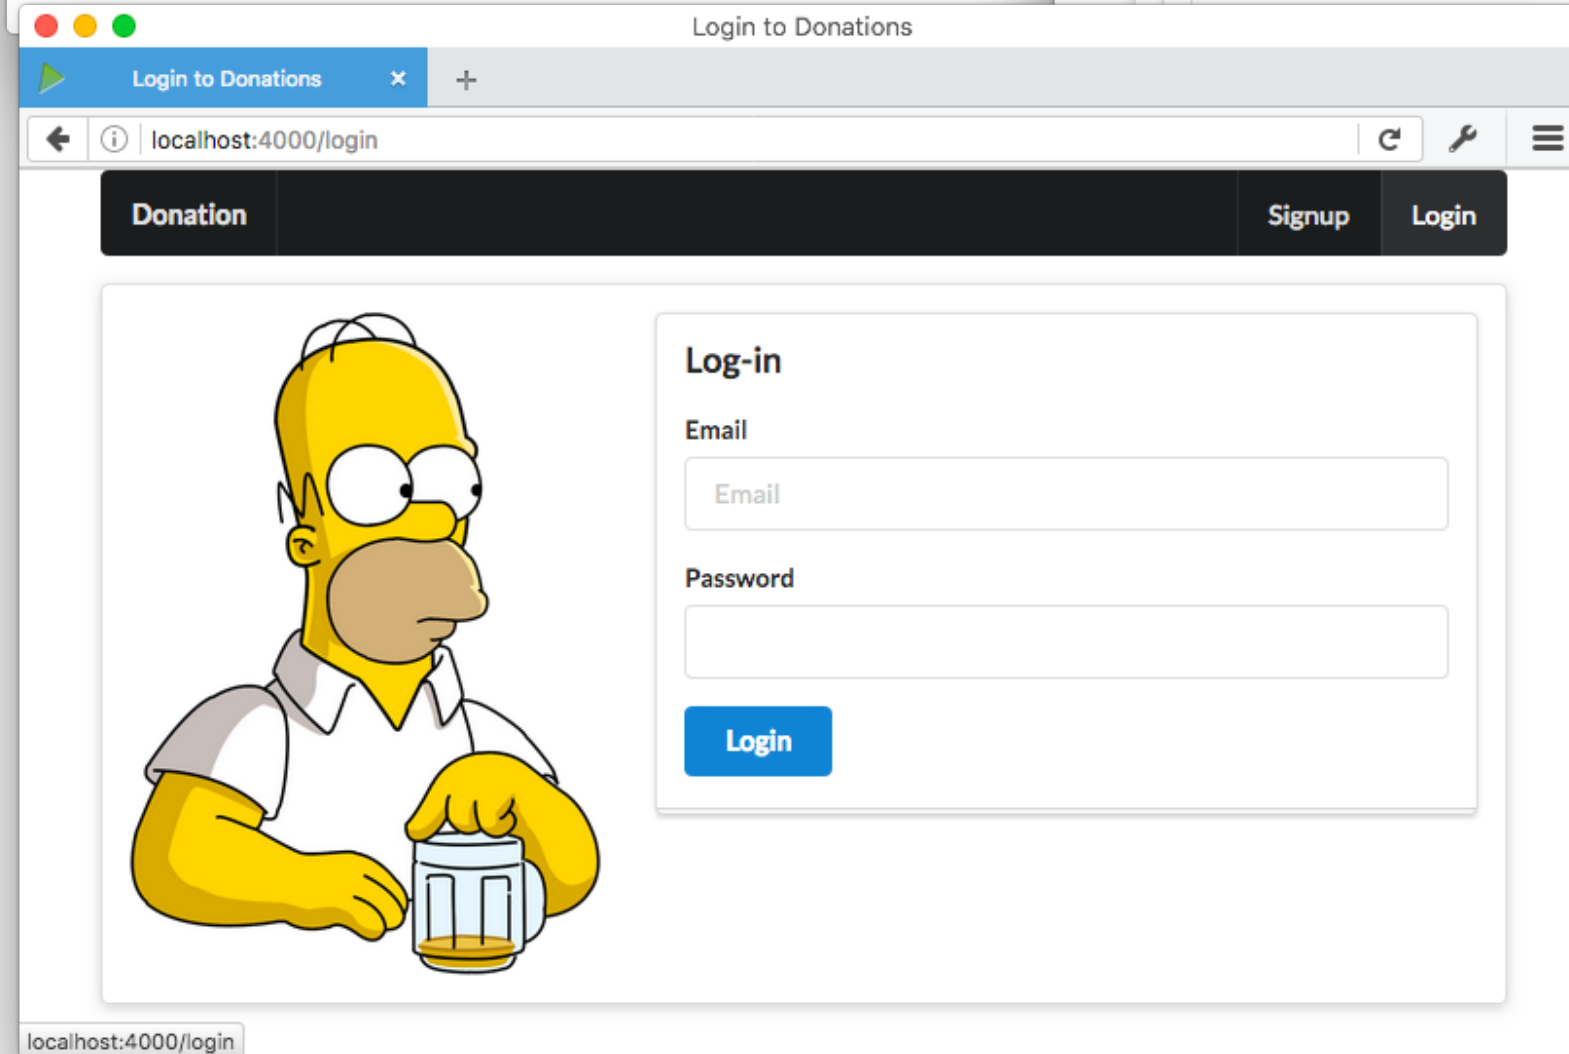 Login to Donations
Login to Donations
localhost:4000/login
Donation Signup Login
Log-in
Email
Email
Password
Login
localhost:4000/login